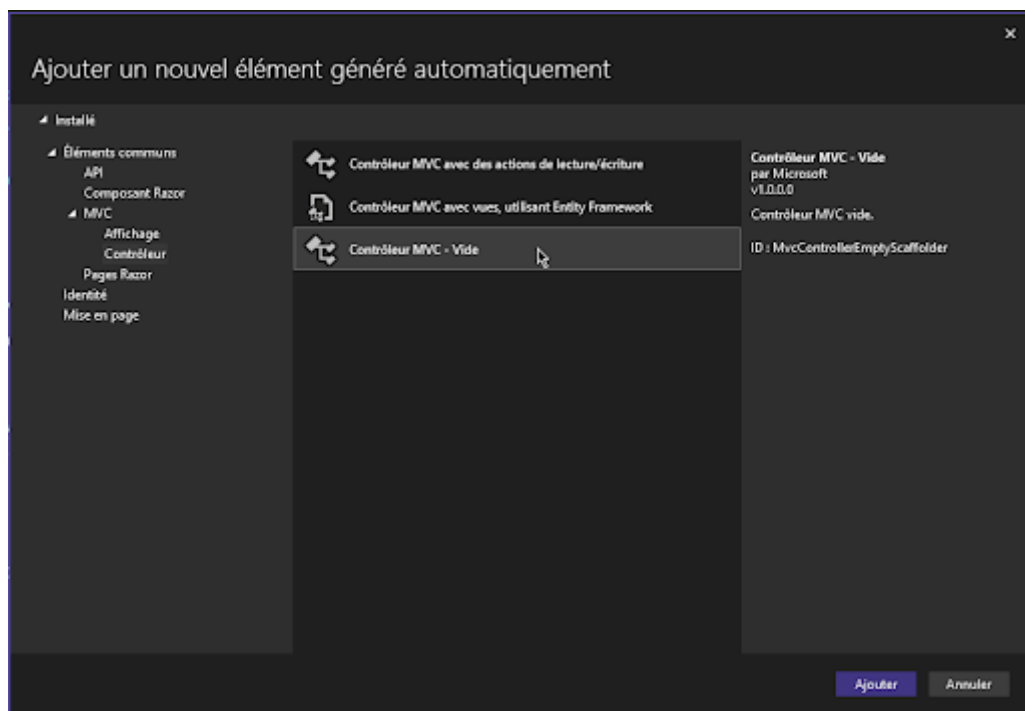 Ajouter un nouvel élément généré automatiquement
Installé
Éléments communs
API
Composant Razor
MVC
Affichage
Contrôleur
Pages Razor
Identité
Mise en page
Contrôleur MVC avec des actions de lecture/écriture
Contrôleur MVC avec vues, utilisant Entity Framework
Contrôleur MVC - Vide
Contrôleur MVC - Vide
par Microsoft
v1.0.0.0
Contrôleur MVC vide.
ID : MvcControllerEmptyScaffolder
Ajouter
Annuler